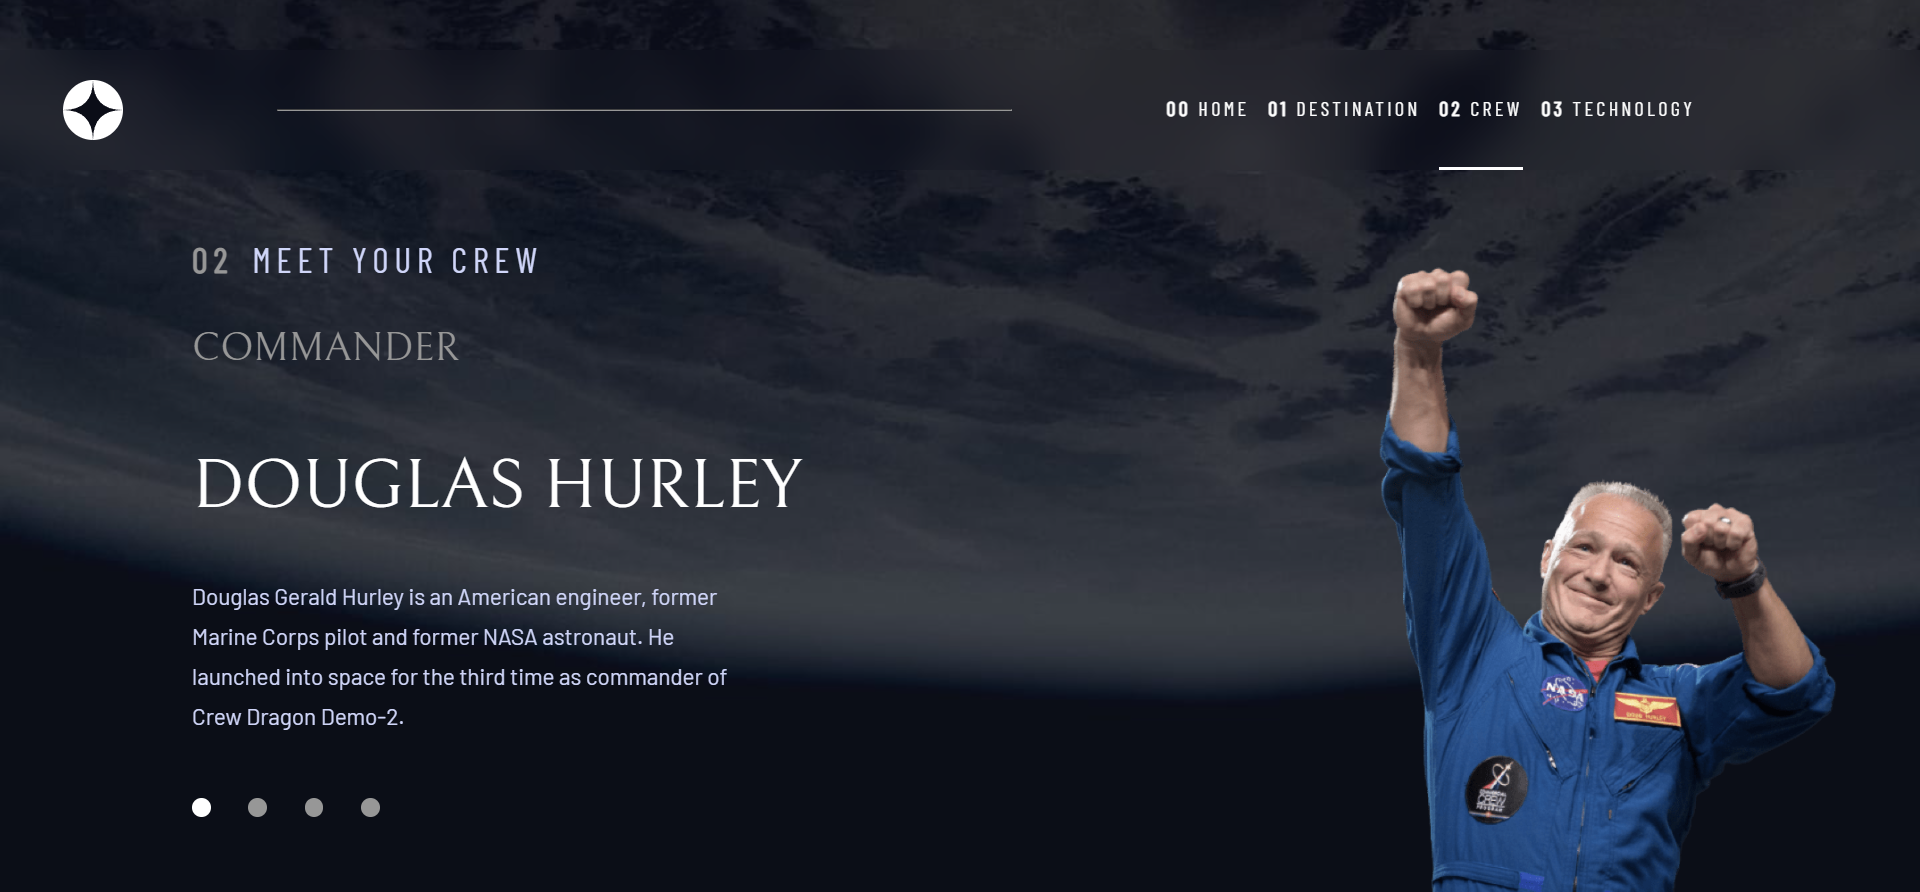 00 HOME 01 DESTINATION 02 CREW 03 TECHNOLOGY
02 MEET YOUR CREW
COMMANDER
DOUGLAS HURLEY
Douglas Gerald Hurley is an American engineer, former
Marine Corps pilot and former NASA astronaut. He
launched into space for the third time as commander of
Crew Dragon Demo-2.
NASA
CREW